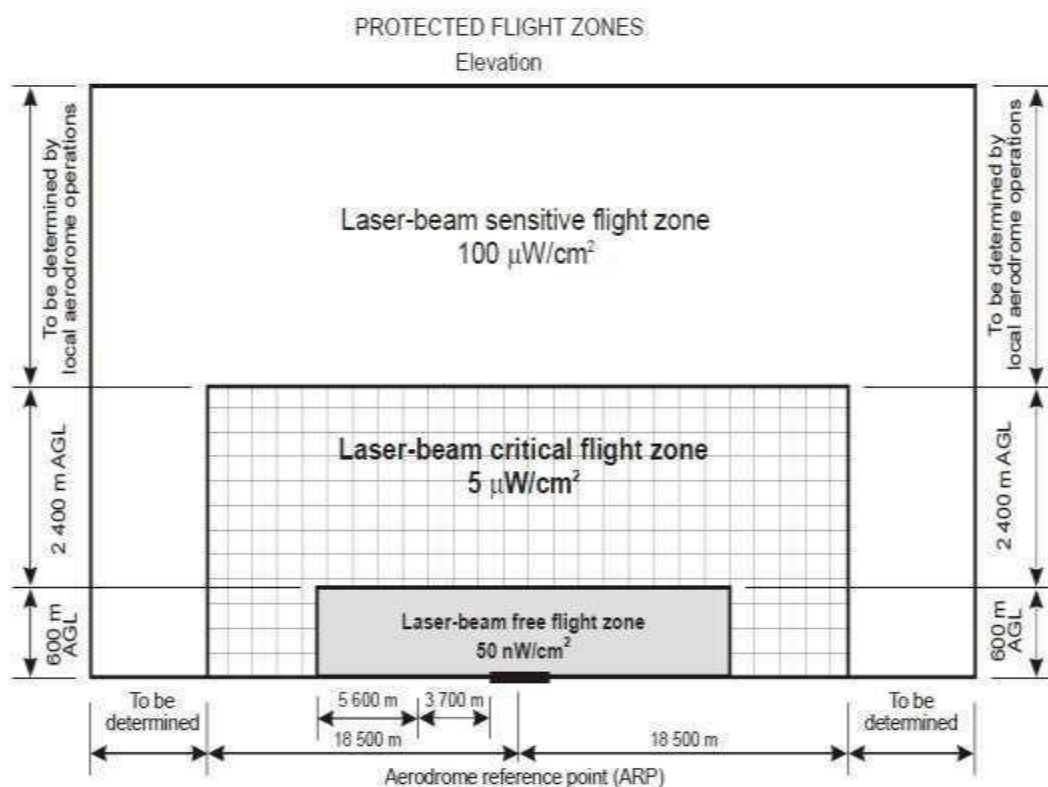 PROTECTED FLIGHT ZONES
Elevation
To be determined by
local aerodrome operations
Laser-beam sensitive flight zone
100 μW/cm²
To be determined by
local aerodrome operations
2 400 m AGL
Laser-beam critical flight zone
5 μW/cm²
2 400 m AGL
600 m
AGL
Laser-beam free flight zone
50 nW/cm²
600 m
AGL
To be
determined
5 600 m
3 700 m
To be
determined
18 500 m
18 500 m
Aerodrome reference point (ARP)